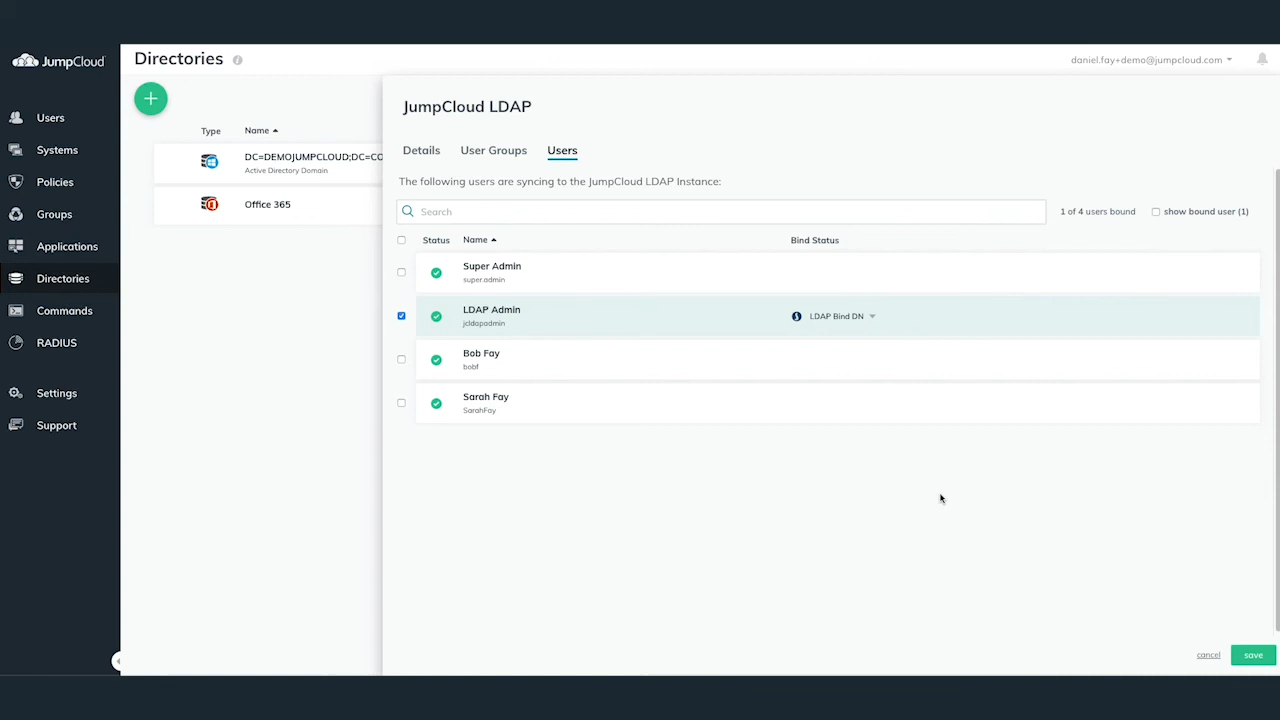 JumpCloud
Users
Systems
Policies
Groups
Applications
Directories
Commands
RADIUS
Settings
Support
Directories
daniel.fay+demo@jumpcloud.com
Type Name
DC=DEMOJUMPCLOUD;DC=CO
Active Directory Domain
Office 365
JumpCloud LDAP
Details User Groups Users
The following users are syncing to the JumpCloud LDAP Instance:
Search
1 of 4 users bound
show bound user (1)
Status Name Bind Status
Super Admin
super.admin
LDAP Admin
jcldapadmin
LDAP Bind DN
Bob Fay
bobf
Sarah Fay
SarahFay
cancel
save